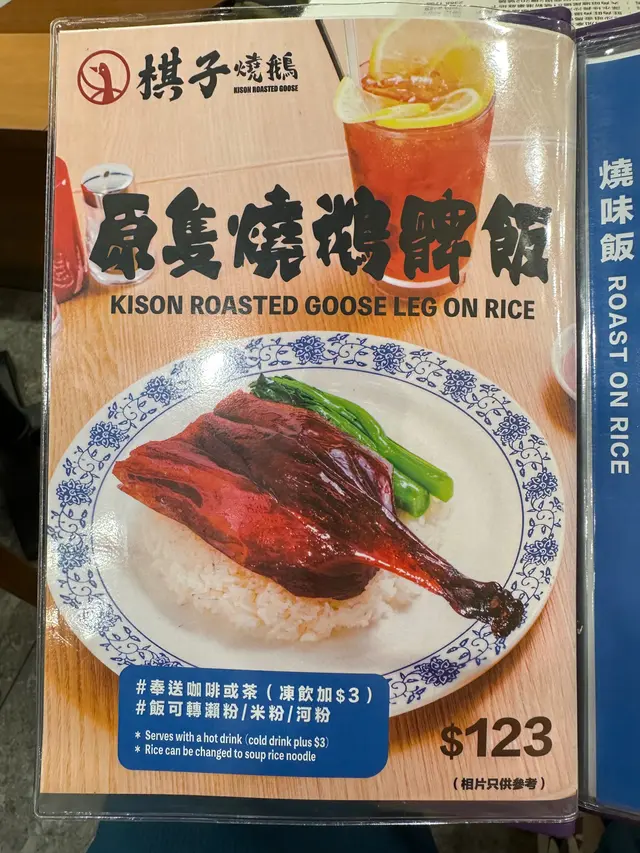 棋子燒鵝
KISON ROASTED GOOSE
原隻燒鵝髀飯
KISON ROASTED GOOSE LEG ON RICE
#奉送咖啡或茶(凍飲加$3)
#飯可轉瀨粉/米粉/河粉
* Serves with a hot drink (cold drink plus $3)
* Rice can be changed to soup rice noodle
$123
(相片只供參考)
燒味飯 ROAST ON RICE